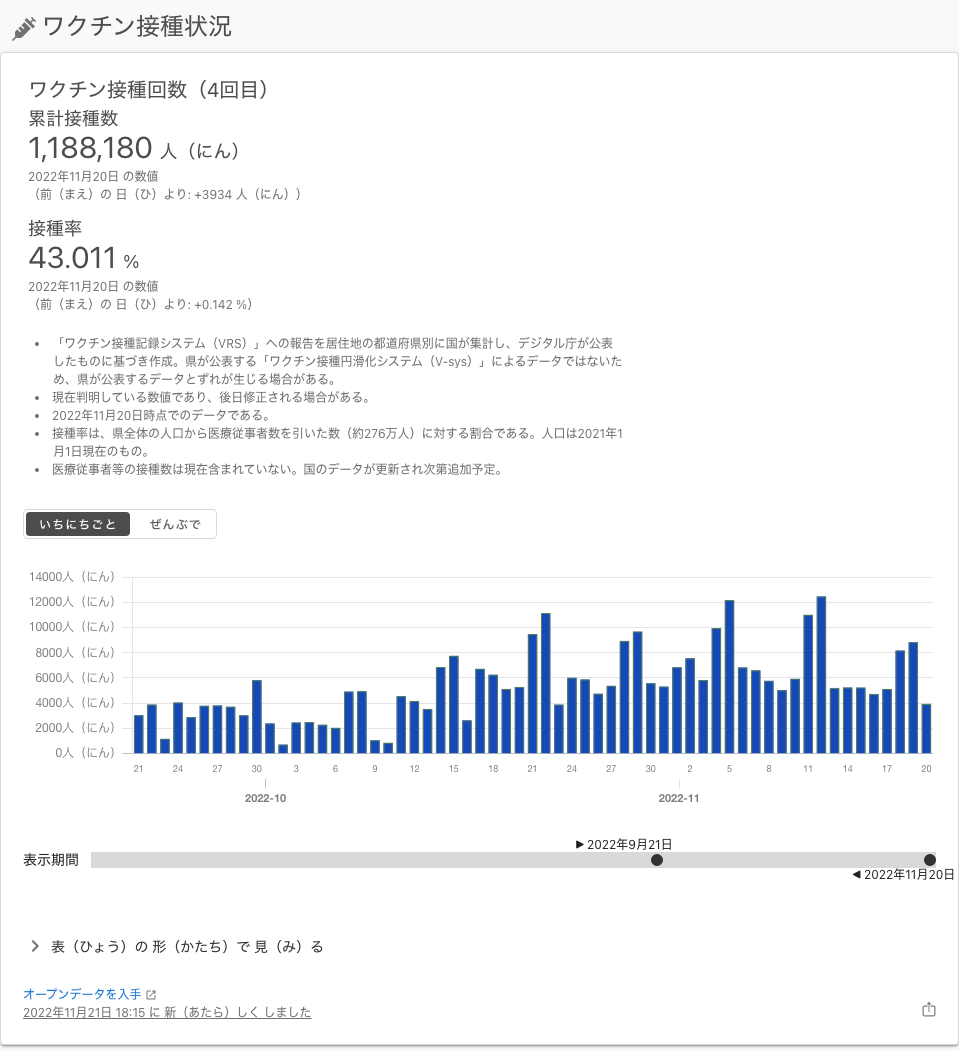 ワクチン接種状況
ワクチン接種回数（4回目）
累計接種数
1,188,180 人（にん）
2022年11月20日 の数値
（前（まえ）の 日（ひ）より: +3934 人（にん））
接種率
43.011 %
2022年11月20日 の数値
（前（まえ）の 日（ひ）より: +0.142 %）
• 「ワクチン接種記録システム（VRS）」への報告を居住地の都道府県別に国が集計し、デジタル庁が公表
したものに基づき作成。県が公表する「ワクチン接種円滑化システム（V-sys）」によるデータではないた
め、県が公表するデータとずれが生じる場合がある。
• 現在判明している数値であり、後日修正される場合がある。
• 2022年11月20日時点でのデータである。
• 接種率は、県全体の人口から医療従事者数を引いた数（約276万人）に対する割合である。人口は2021年1
月1日現在のもの。
• 医療従事者等の接種数は現在含まれていない。国のデータが更新され次第追加予定。
いちにちごと ぜんぶで
14000人（にん）
12000人（にん）
10000人（にん）
8000人（にん）
6000人（にん）
4000人（にん）
2000人（にん）
0人（にん）
21 24 27 30 3 6 9 12 15 18 21 24 27 30 2 5 8 11 14 17 20
2022-10 2022-11
▶ 2022年9月21日
表示期間
◀ 2022年11月20日
表（ひょう）の 形（かたち）で 見（み）る
オープンデータを入手
2022年11月21日 18:15 に 新（あたら）しく しました